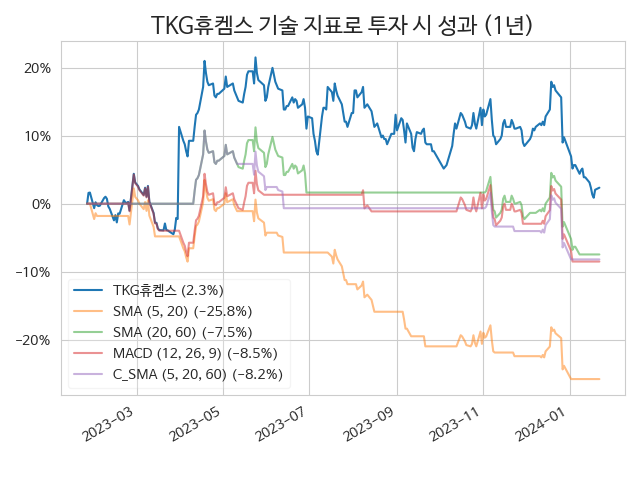 TKG휴켐스 기술 지표로 투자 시 성과 (1년)
20%
10%
0%
−10%
−20%
TKG휴켐스 (2.3%)
SMA (5, 20) (−25.8%)
SMA (20, 60) (−7.5%)
MACD (12, 26, 9) (−8.5%)
C_SMA (5, 20, 60) (−8.2%)
2023−03
2023−05
2023−07
2023−09
2023−11
2024−01